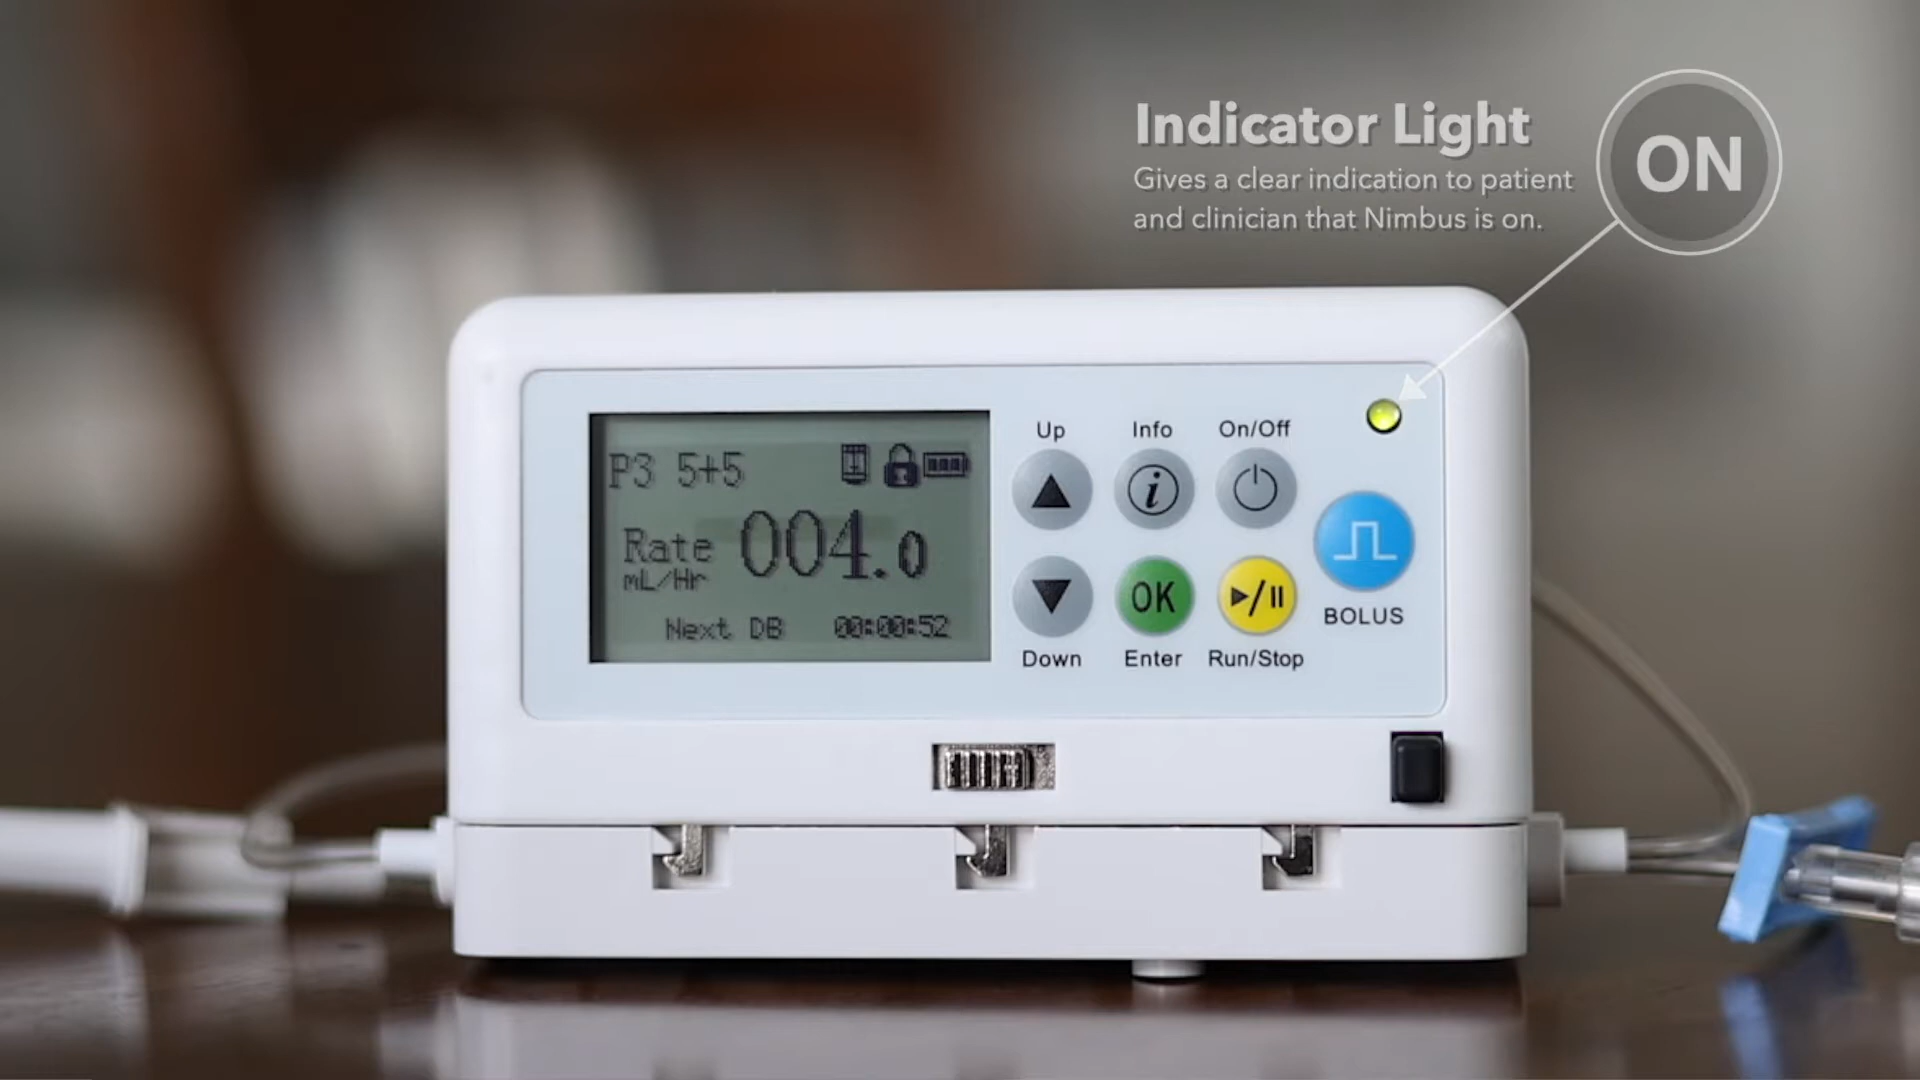 Indicator Light
Gives a clear indication to patient
and clinician that Nimbus is on.
ON
P3 5+5
Rate 004.0
mL/Hr
Next DB 00:00:52
Up Info On/Off
i
OK
BOLUS
Down Enter Run/Stop